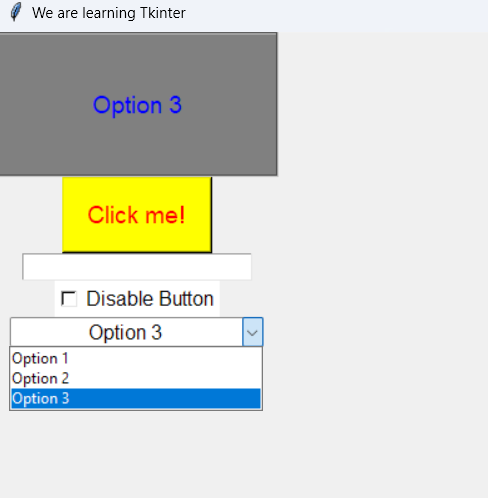 We are learning Tkinter
Option 3
Click me!
Disable Button
Option 3
Option 1
Option 2
Option 3